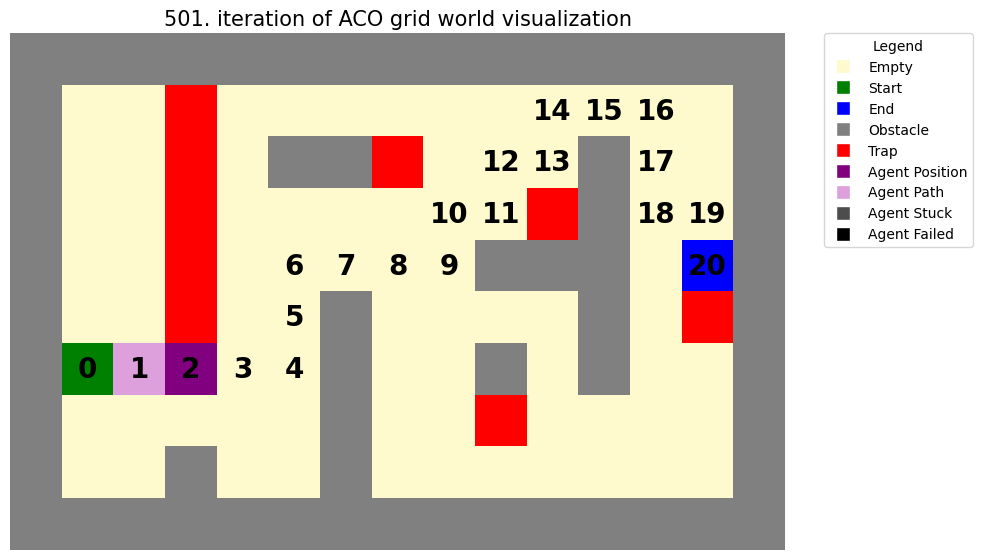 501. iteration of ACO grid world visualization
Legend
Empty
Start
End
Obstacle
Trap
Agent Position
Agent Path
Agent Stuck
Agent Failed
14 15 16
12 13 17
10 11 18 19
6 7 8 9 20
5
0 1 2 3 4